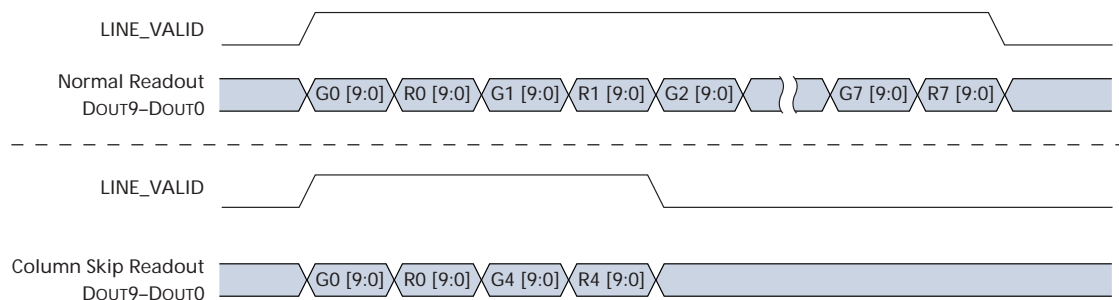 LINE_VALID
Normal Readout
DOUT9–DOUT0
G0 [9:0] R0 [9:0] G1 [9:0] R1 [9:0] G2 [9:0] G7 [9:0] R7 [9:0]
LINE_VALID
Column Skip Readout
DOUT9–DOUT0
G0 [9:0] R0 [9:0] G4 [9:0] R4 [9:0]